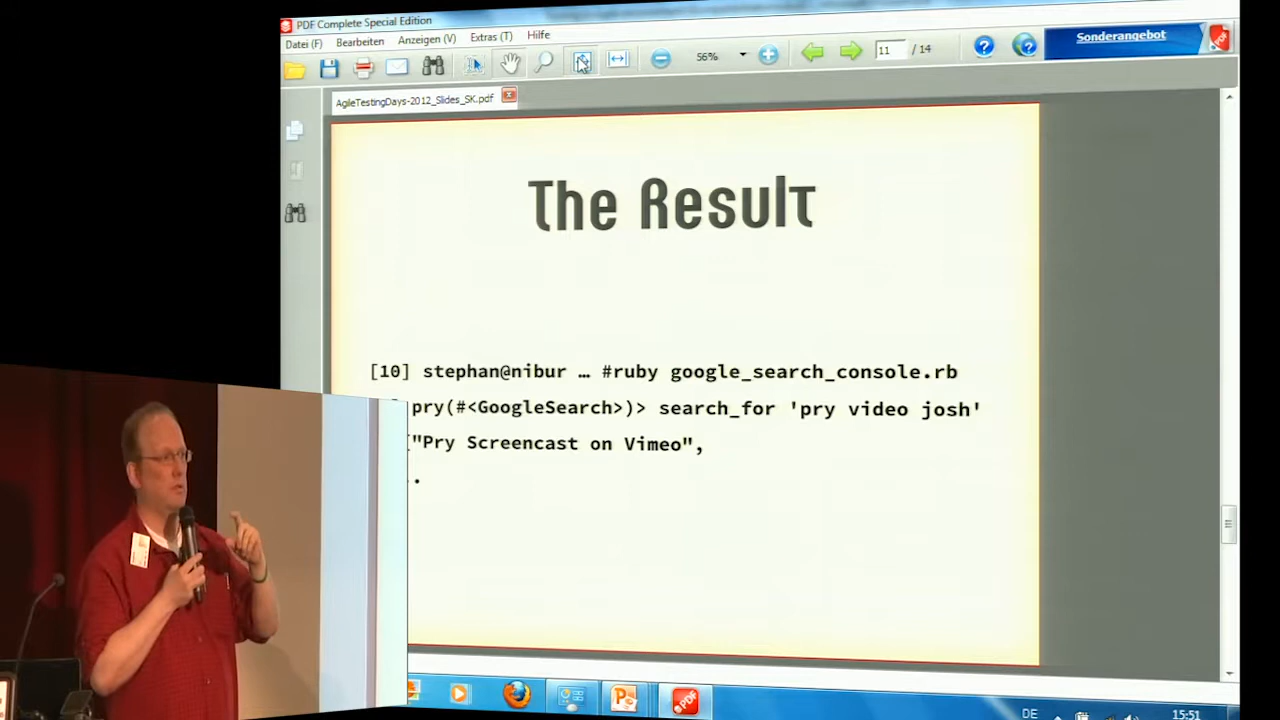 PDF Complete Special Edition
Datei (F) Bearbeiten Anzeigen (V) Extras (T) Hilfe
56% 11 / 14 Sonderangebot
AgileTestingDays-2012_Slides_SK.pdf
The Result
[10] stephan@nibur … #ruby google_search_console.rb
pry(#<GoogleSearch>)> search_for 'pry video josh'
["Pry Screencast on Vimeo",
..
DE 15:51